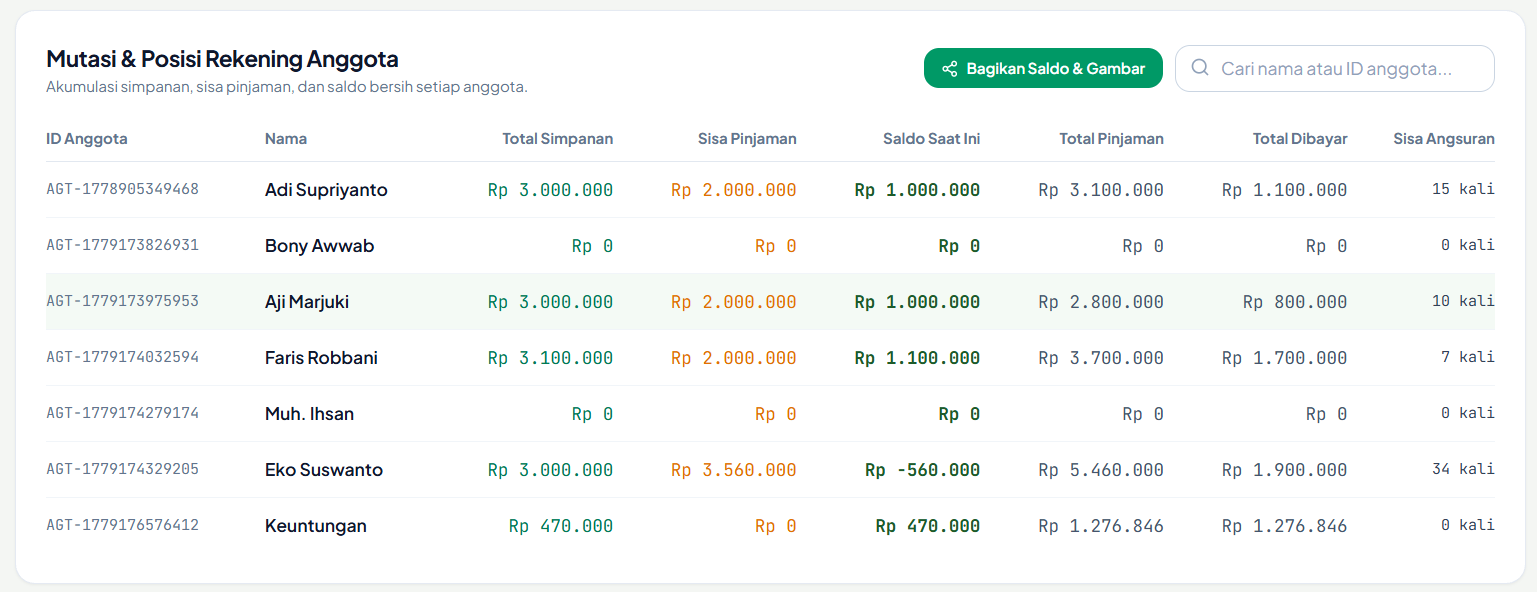 Mutasi & Posisi Rekening Anggota
Akumulasi simpanan, sisa pinjaman, dan saldo bersih setiap anggota.
Bagikan Saldo & Gambar
Cari nama atau ID anggota...
ID Anggota Nama Total Simpanan Sisa Pinjaman Saldo Saat Ini Total Pinjaman Total Dibayar Sisa Angsuran
AGT-1778905349468 Adi Supriyanto Rp 3.000.000 Rp 2.000.000 Rp 1.000.000 Rp 3.100.000 Rp 1.100.000 15 kali
AGT-1779173826931 Bony Awwab Rp 0 Rp 0 Rp 0 Rp 0 Rp 0 0 kali
AGT-1779173975953 Aji Marjuki Rp 3.000.000 Rp 2.000.000 Rp 1.000.000 Rp 2.800.000 Rp 800.000 10 kali
AGT-1779174032594 Faris Robbani Rp 3.100.000 Rp 2.000.000 Rp 1.100.000 Rp 3.700.000 Rp 1.700.000 7 kali
AGT-1779174279174 Muh. Ihsan Rp 0 Rp 0 Rp 0 Rp 0 Rp 0 0 kali
AGT-1779174329205 Eko Suswanto Rp 3.000.000 Rp 3.560.000 Rp -560.000 Rp 5.460.000 Rp 1.900.000 34 kali
AGT-1779176576412 Keuntungan Rp 470.000 Rp 0 Rp 470.000 Rp 1.276.846 Rp 1.276.846 0 kali